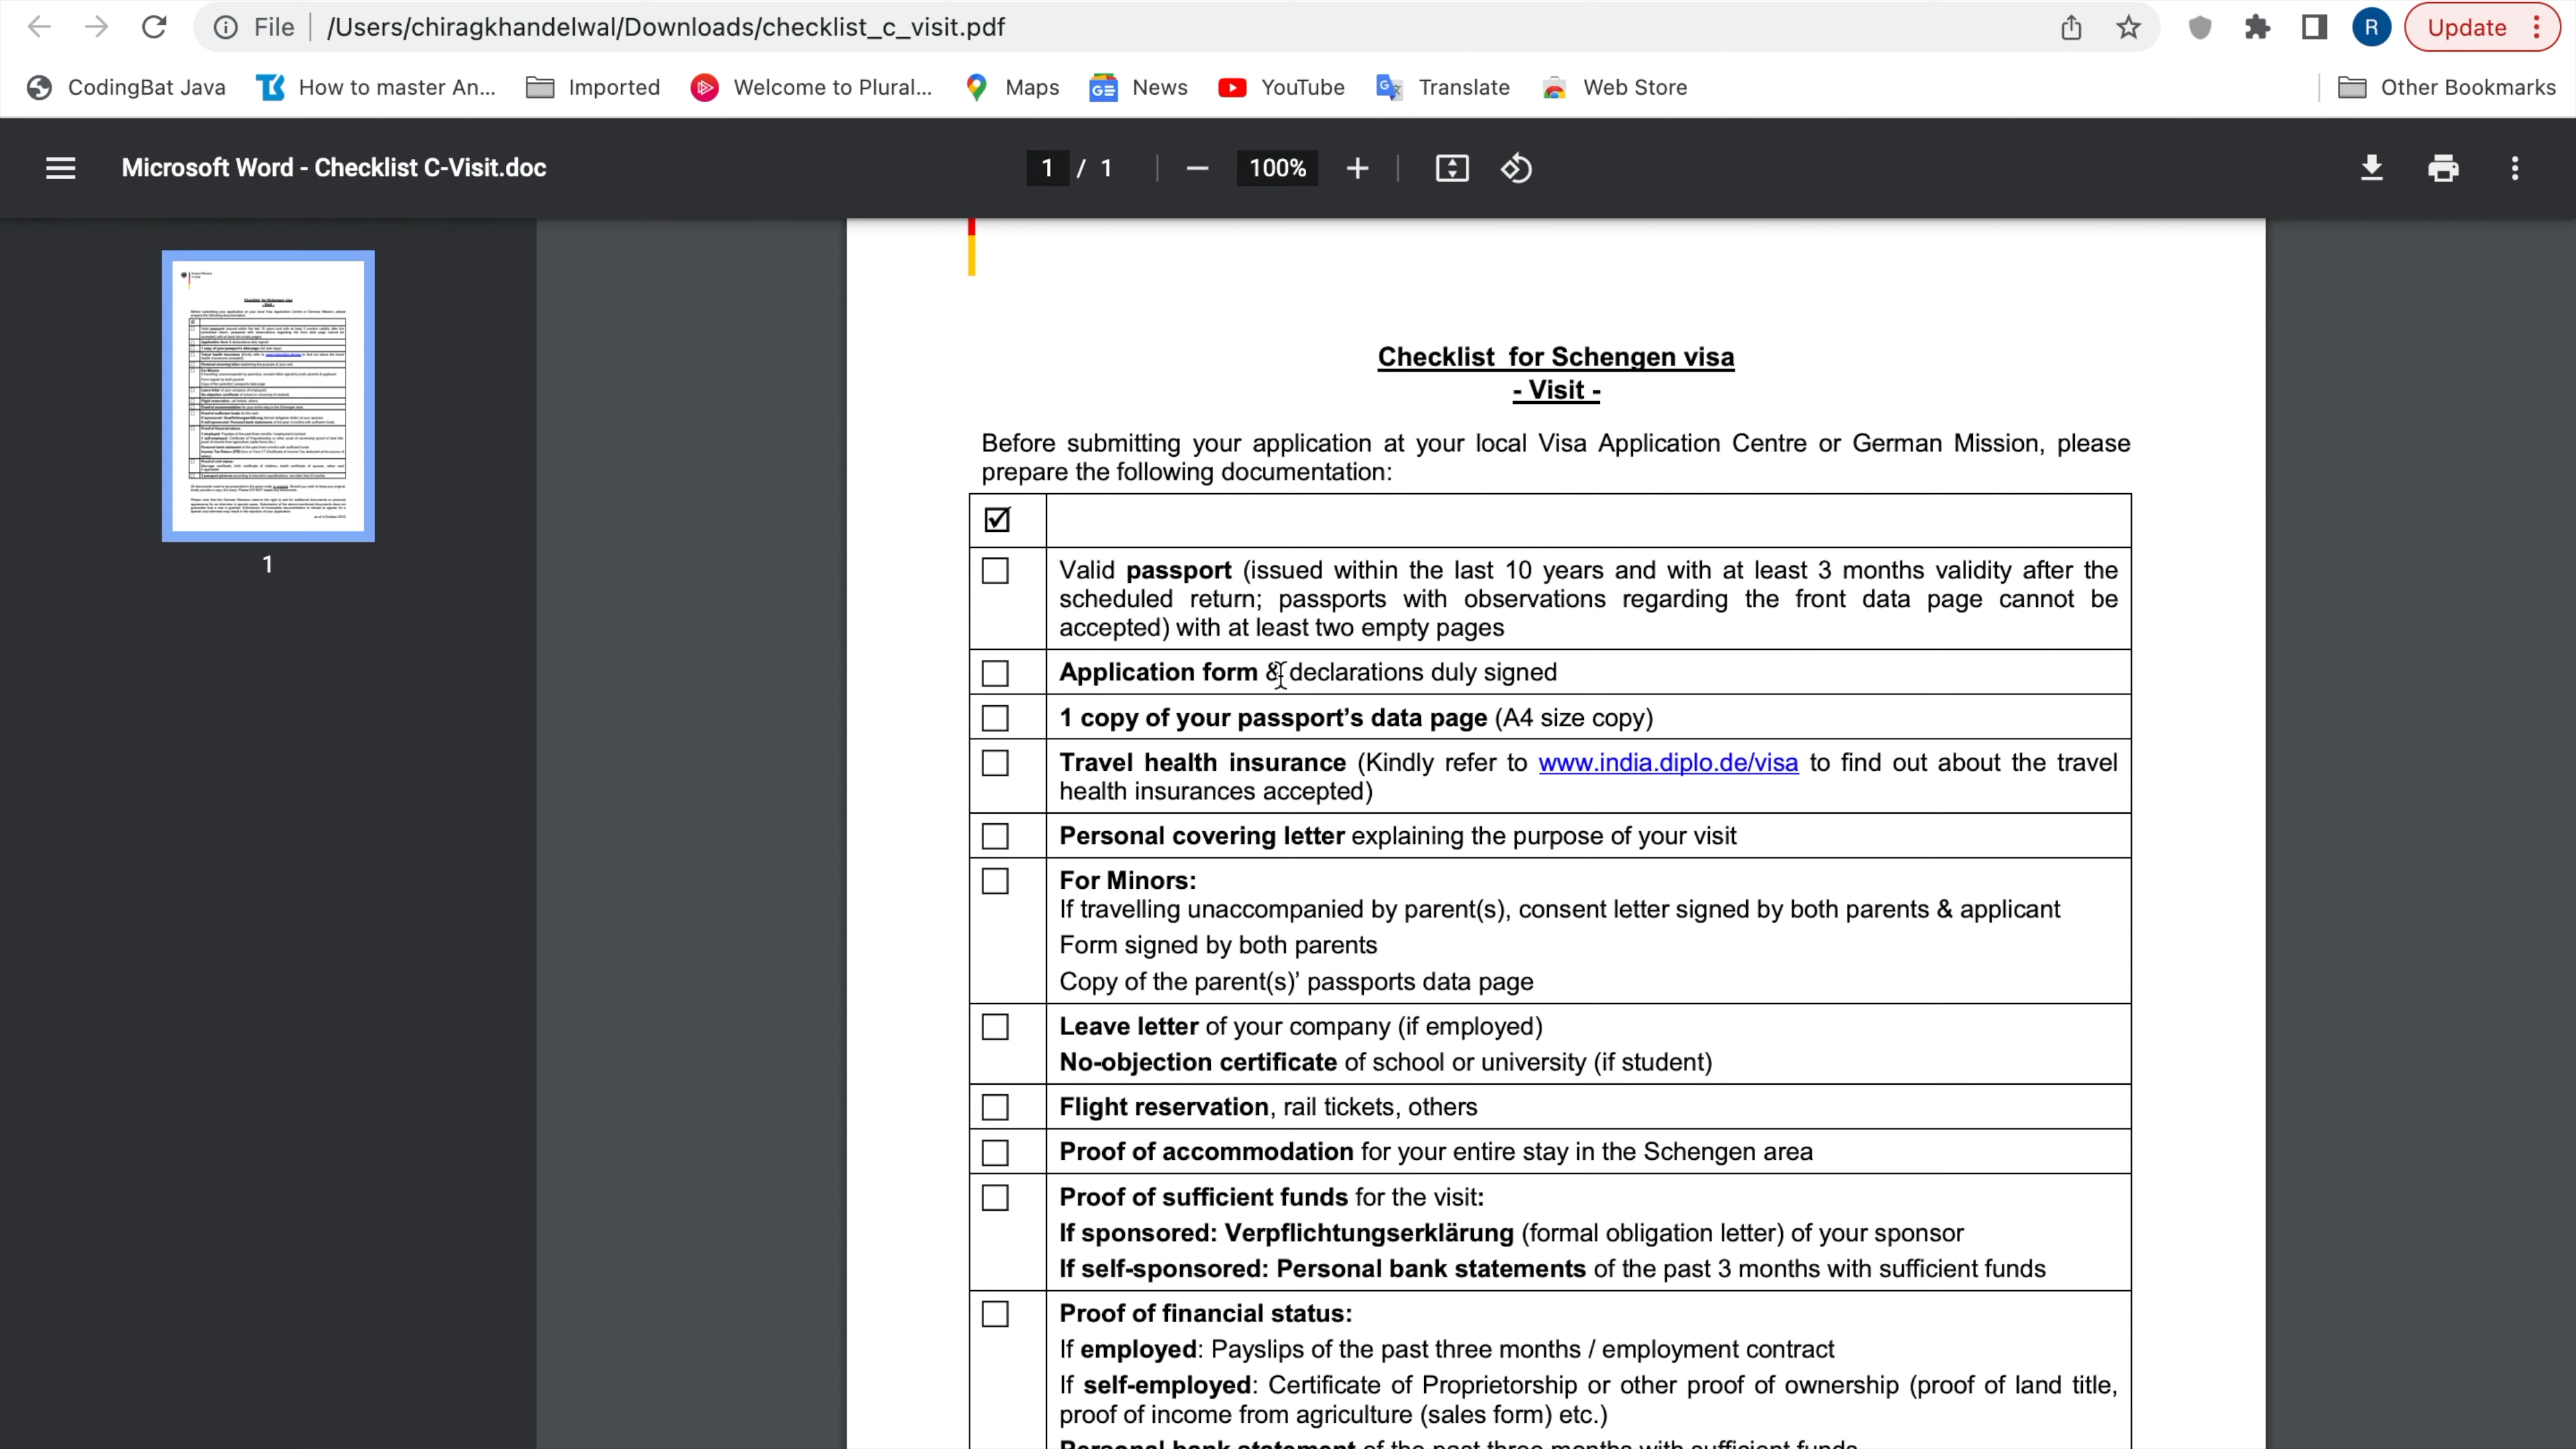 File /Users/chiragkhandelwal/Downloads/checklist_c_visit.pdf R Update
CodingBat Java How to master An... Imported Welcome to Plural... Maps News YouTube Translate Web Store Other Bookmarks
Microsoft Word - Checklist C-Visit.doc 1 / 1 100%
1
Checklist for Schengen visa
- Visit -
Before submitting your application at your local Visa Application Centre or German Mission, please
prepare the following documentation:
Valid passport (issued within the last 10 years and with at least 3 months validity after the
scheduled return; passports with observations regarding the front data page cannot be
accepted) with at least two empty pages
Application form & declarations duly signed
1 copy of your passport’s data page (A4 size copy)
Travel health insurance (Kindly refer to www.india.diplo.de/visa to find out about the travel
health insurances accepted)
Personal covering letter explaining the purpose of your visit
For Minors:
If travelling unaccompanied by parent(s), consent letter signed by both parents & applicant
Form signed by both parents
Copy of the parent(s)’ passports data page
Leave letter of your company (if employed)
No-objection certificate of school or university (if student)
Flight reservation, rail tickets, others
Proof of accommodation for your entire stay in the Schengen area
Proof of sufficient funds for the visit:
If sponsored: Verpflichtungserklärung (formal obligation letter) of your sponsor
If self-sponsored: Personal bank statements of the past 3 months with sufficient funds
Proof of financial status:
If employed: Payslips of the past three months / employment contract
If self-employed: Certificate of Proprietorship or other proof of ownership (proof of land title,
proof of income from agriculture (sales form) etc.)
Personal bank statement of the past three months with sufficient funds